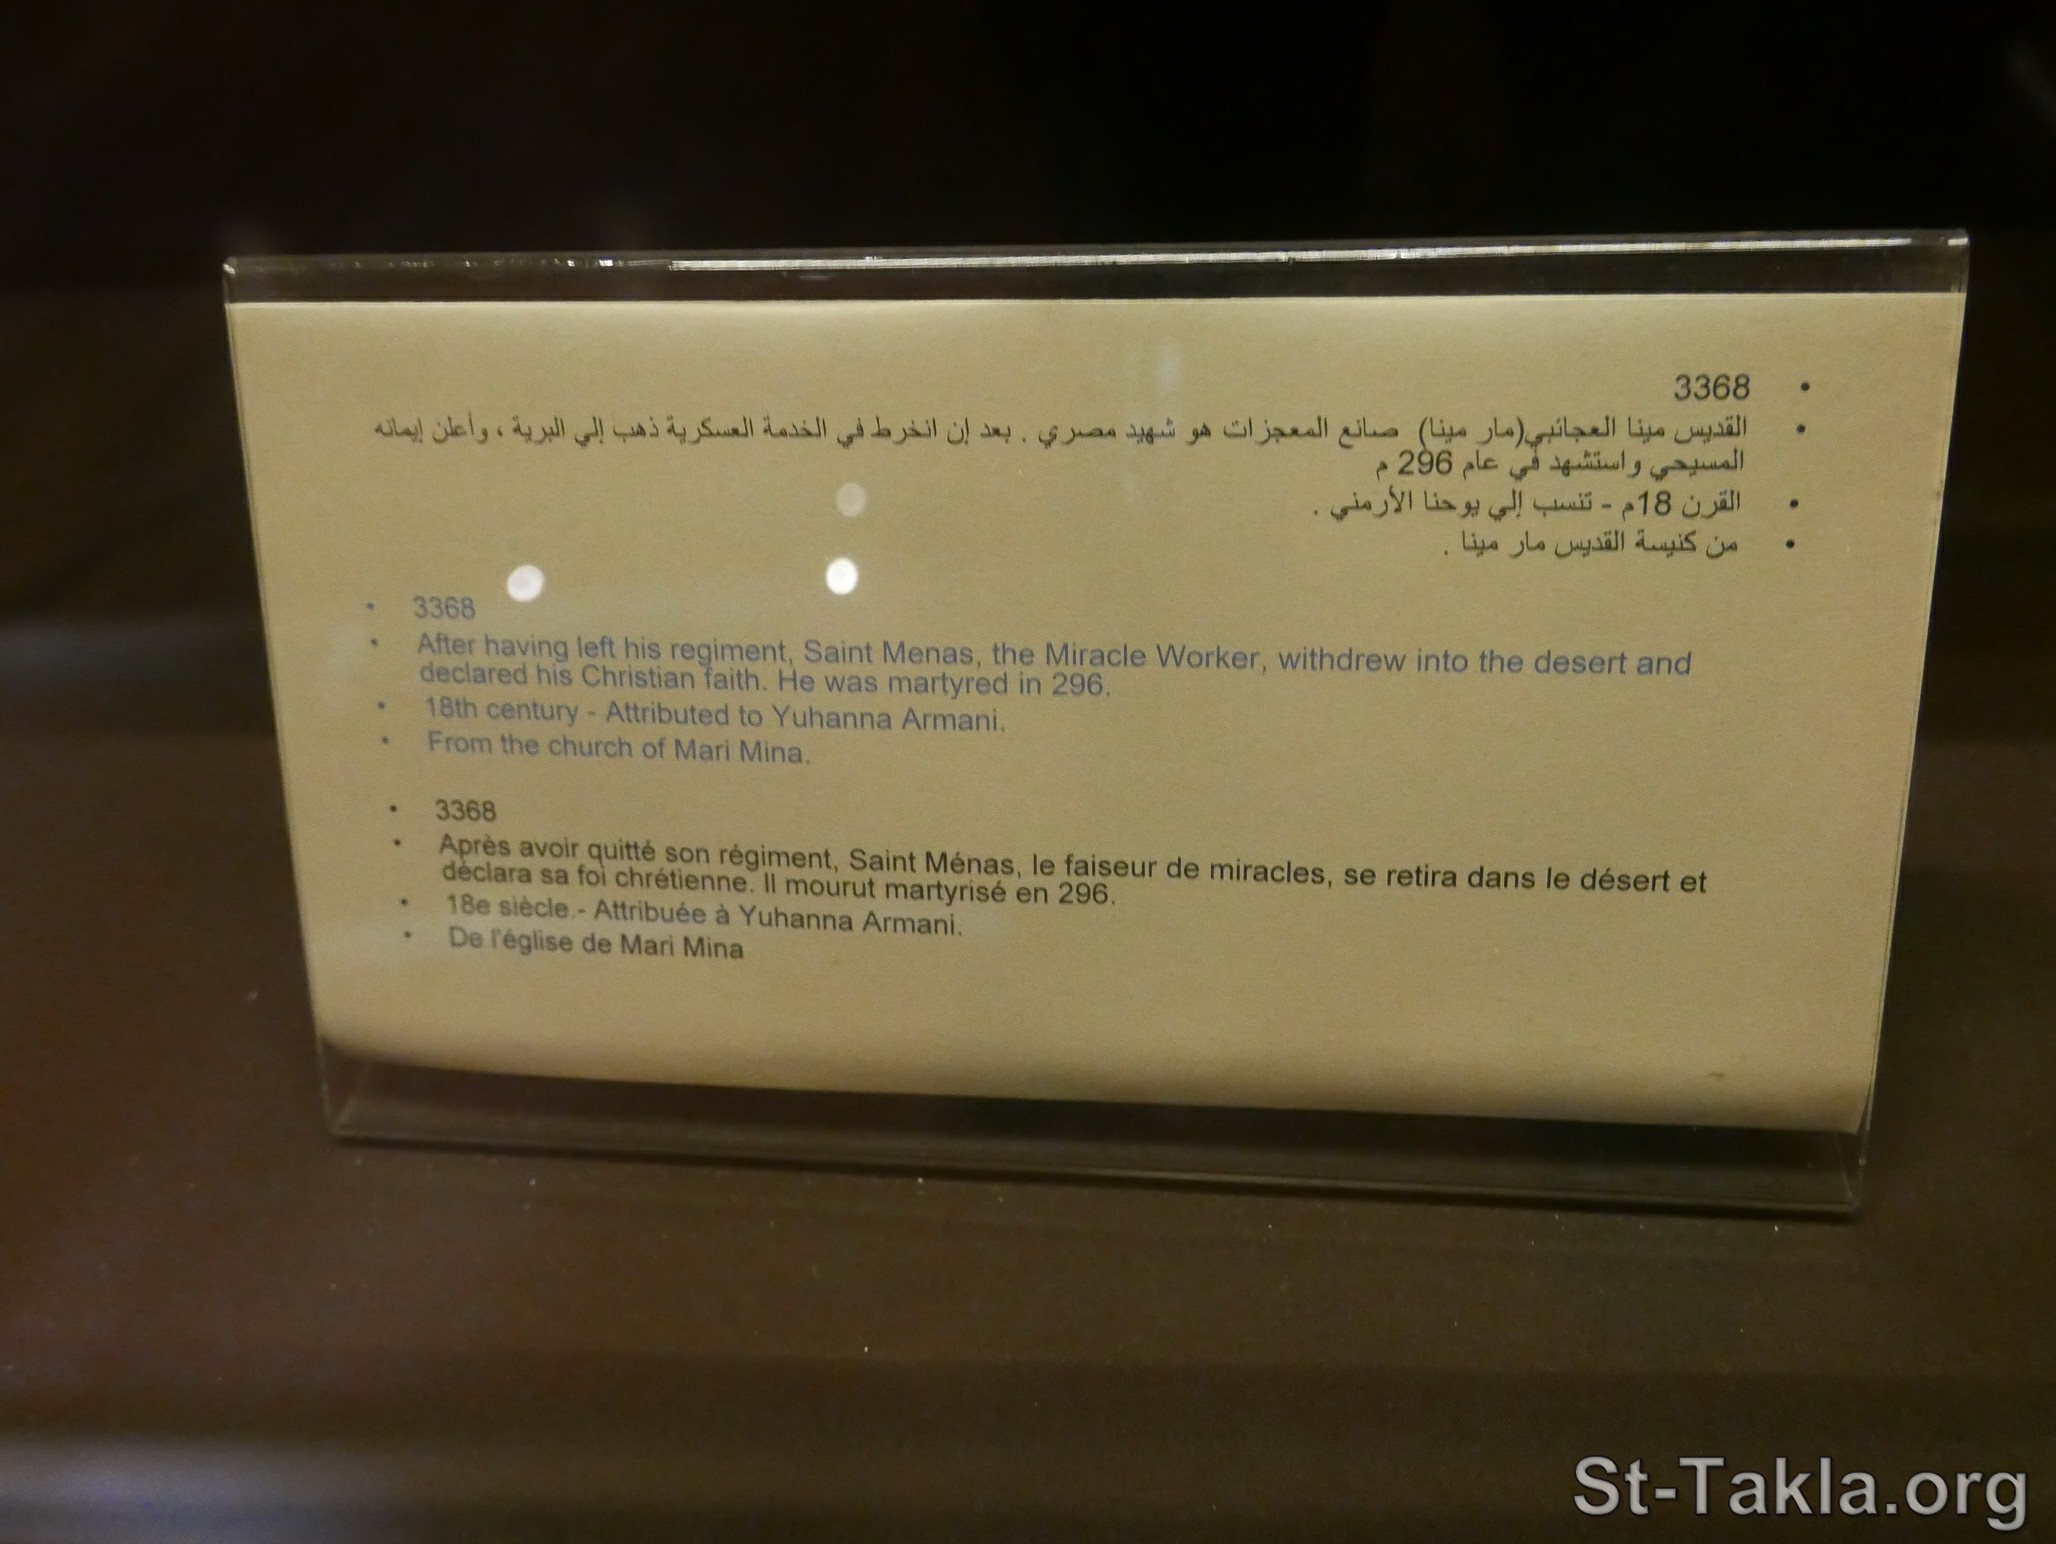 • 3368
• القديس مينا العجائبي(مار مينا) صانع المعجزات هو شهيد مصري . بعد إن انخرط في الخدمة العسكرية ذهب إلي البرية ، وأعلن إيمانه
المسيحي واستشهد في عام 296 م
• القرن 18م - تنسب إلي يوحنا الأرمني .
• من كنيسة القديس مار مينا .
• 3368
• After having left his regiment, Saint Menas, the Miracle Worker, withdrew into the desert and
declared his Christian faith. He was martyred in 296.
• 18th century - Attributed to Yuhanna Armani.
• From the church of Mari Mina.
• 3368
• Après avoir quitté son régiment, Saint Ménas, le faiseur de miracles, se retira dans le désert et
déclara sa foi chrétienne. Il mourut martyrisé en 296.
• 18e siècle.- Attribuée à Yuhanna Armani.
• De l'église de Mari Mina
St-Takla.org